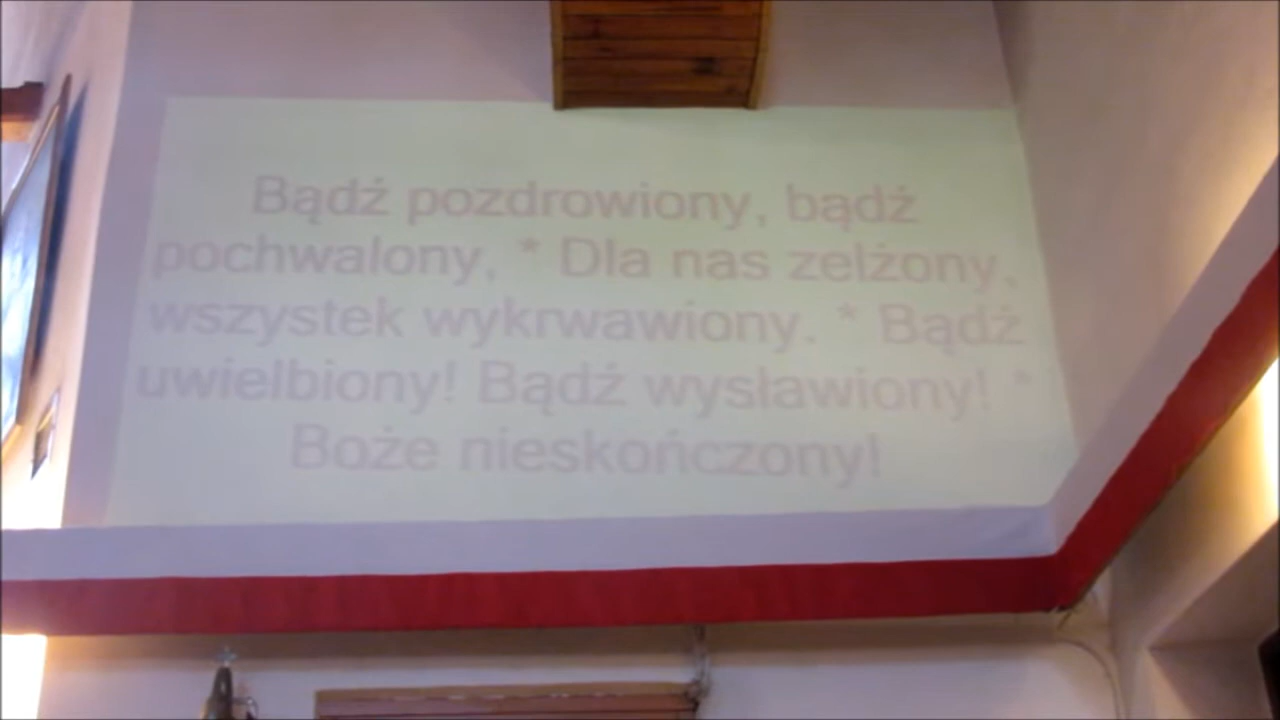 Bądź pozdrowiony, bądź
pochwalony, * Dla nas zelżony,
wszystek wykrwawiony. * Bądź
uwielbiony! Bądź wysławiony! *
Boże nieskończony!